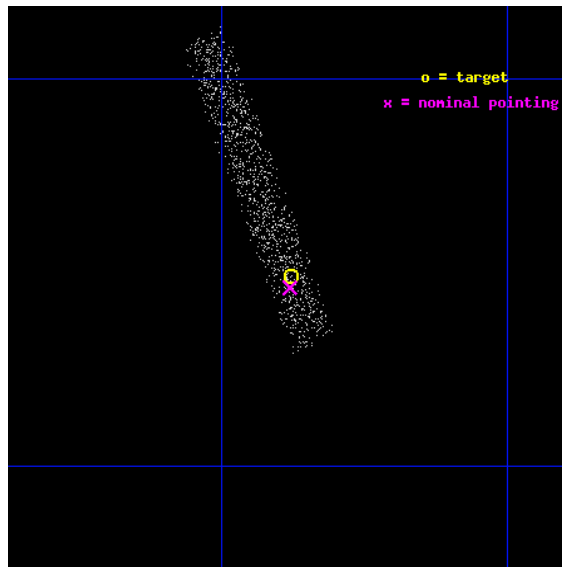 o = target
x = nominal pointing